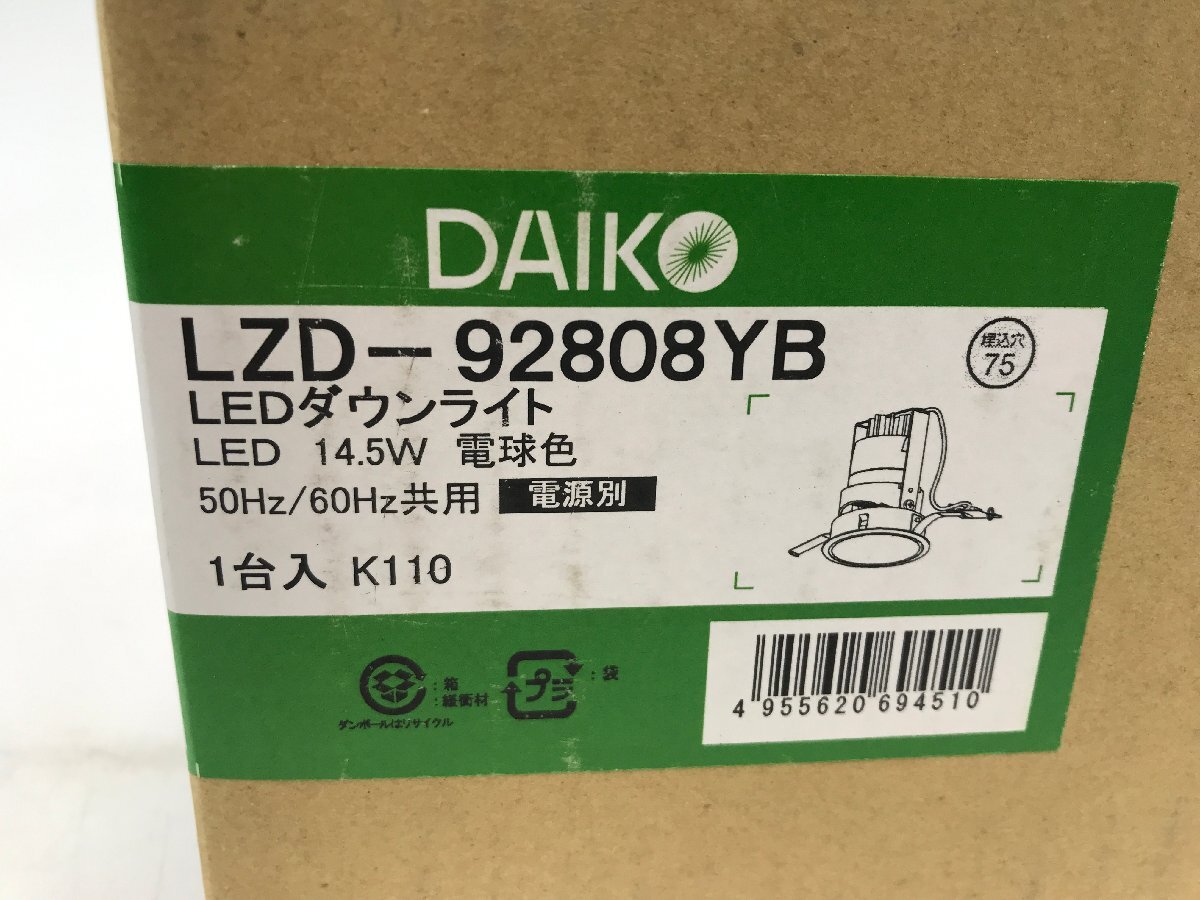 DAIKO
LZD-92808YB
埋込穴
75
LEDダウンライト
LED 14.5W 電球色
50Hz/60Hz共用 電源別
1台入 K110
:箱
:緩衝材
ダンボールはリサイクル
プラ
:袋
4 955620 694510